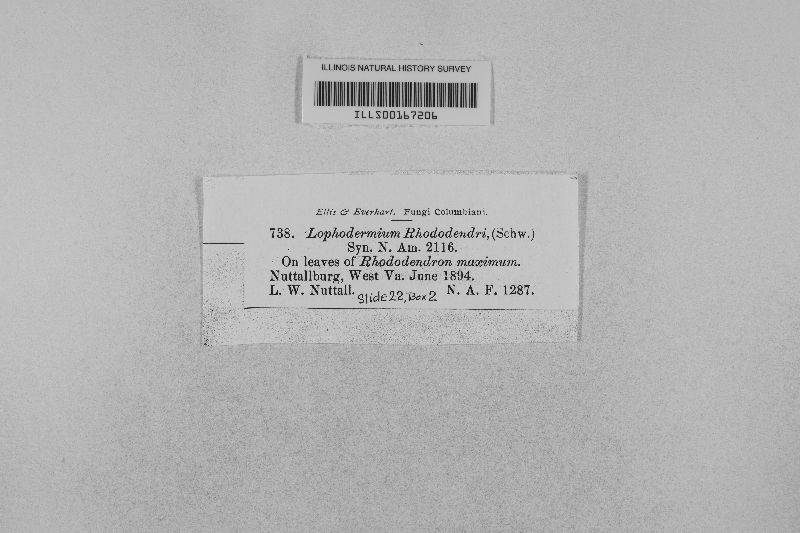 ILLINOIS NATURAL HISTORY SURVEY
ILLS00167206
Ellis & Everhart. Fungi Columbiani.
738. Lophodermium Rhododendri, (Schw.)
Syn. N. Am. 2116.
On leaves of Rhododendron maximum.
Nuttallburg, West Va. June 1894.
L. W. Nuttall. Slide 22, Box 2 N. A. F. 1287.